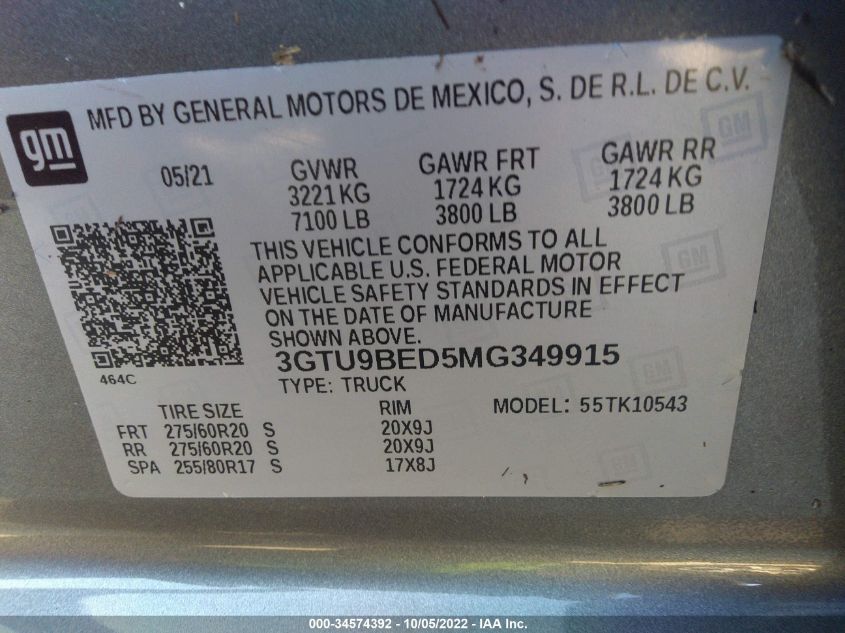 gm
MFD BY GENERAL MOTORS DE MEXICO, S. DE R.L. DE C.V.
05/21 GVWR GAWR FRT GAWR RR
3221 KG 1724 KG 1724 KG
7100 LB 3800 LB 3800 LB
THIS VEHICLE CONFORMS TO ALL
APPLICABLE U.S. FEDERAL MOTOR
VEHICLE SAFETY STANDARDS IN EFFECT
ON THE DATE OF MANUFACTURE
SHOWN ABOVE.
3GTU9BED5MG349915
464C
TYPE: TRUCK
TIRE SIZE RIM MODEL: 55TK10543
FRT 275/60R20 S 20X9J
RR 275/60R20 S 20X9J
SPA 255/80R17 S 17X8J
GM
GM
000-34574392 - 10/05/2022 - IAA Inc.